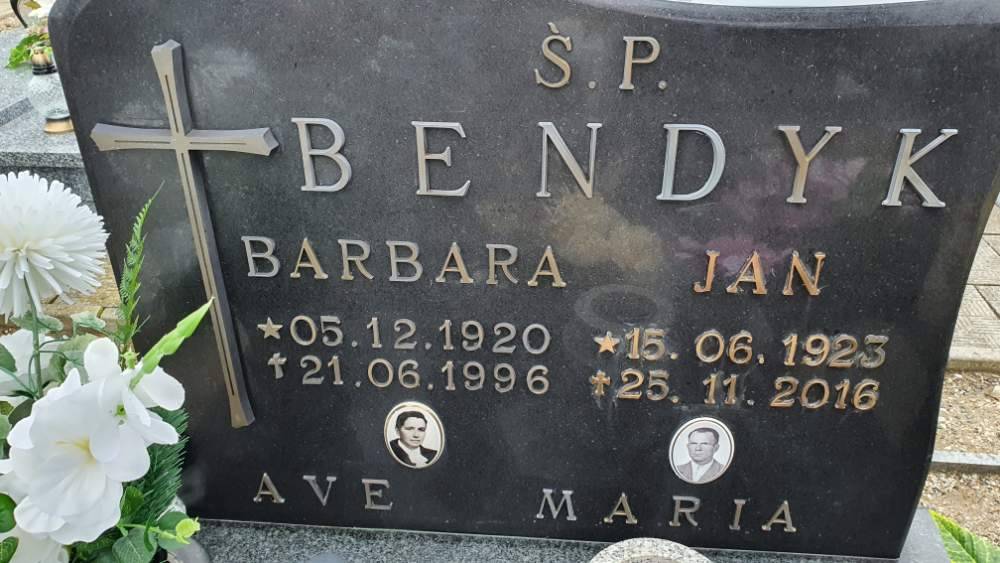 Ś.P.
BENDYK
BARBARA JAN
05.12.1920 15.06.1923
21.06.1996 25.11.2016
AVE MARIA